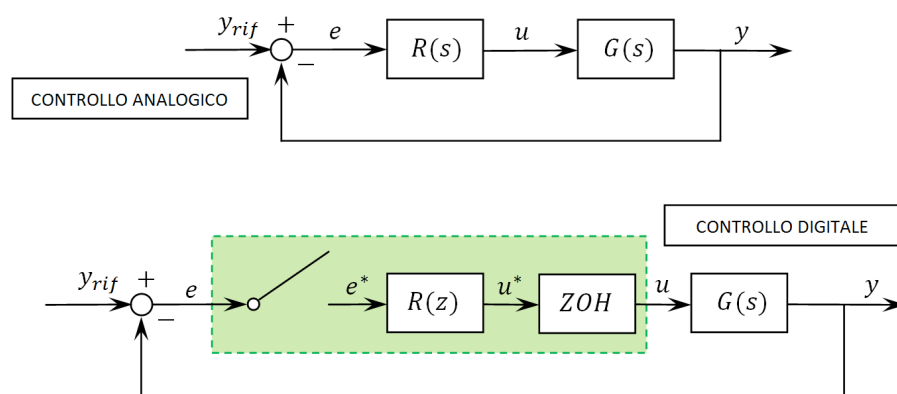 y_rif + e R(s) u G(s) y
−
CONTROLLO ANALOGICO
CONTROLLO DIGITALE
y_rif + e e* R(z) u* ZOH u G(s) y
−